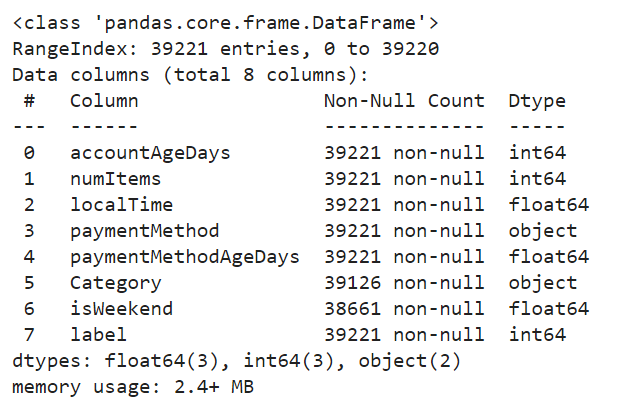 <class 'pandas.core.frame.DataFrame'>
RangeIndex: 39221 entries, 0 to 39220
Data columns (total 8 columns):
 #   Column                Non-Null Count  Dtype
---  ------                --------------  -----
 0   accountAgeDays        39221 non-null  int64
 1   numItems              39221 non-null  int64
 2   localTime             39221 non-null  float64
 3   paymentMethod         39221 non-null  object
 4   paymentMethodAgeDays  39221 non-null  float64
 5   Category              39126 non-null  object
 6   isWeekend             38661 non-null  float64
 7   label                 39221 non-null  int64
dtypes: float64(3), int64(3), object(2)
memory usage: 2.4+ MB